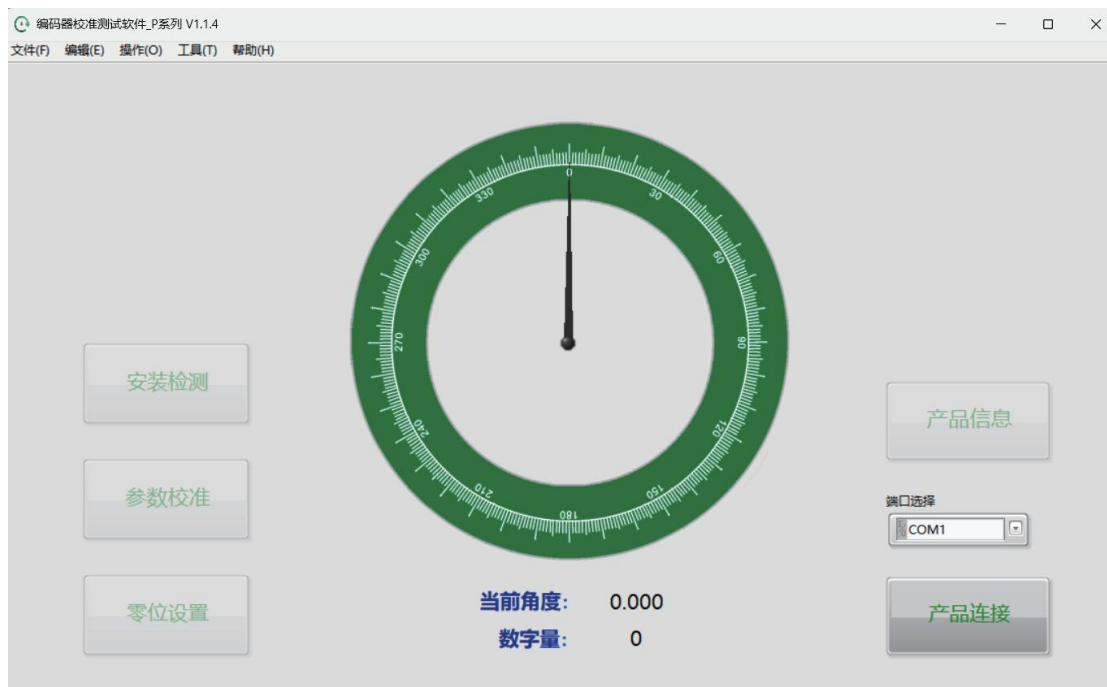 编码器校准测试软件_P系列 V1.1.4
文件(F) 编辑(E) 操作(O) 工具(T) 帮助(H)
0
30
60
90
120
150
180
210
240
270
300
330
安装检测
参数校准
零位设置
当前角度: 0.000
数字量: 0
产品信息
端口选择
COM1
产品连接